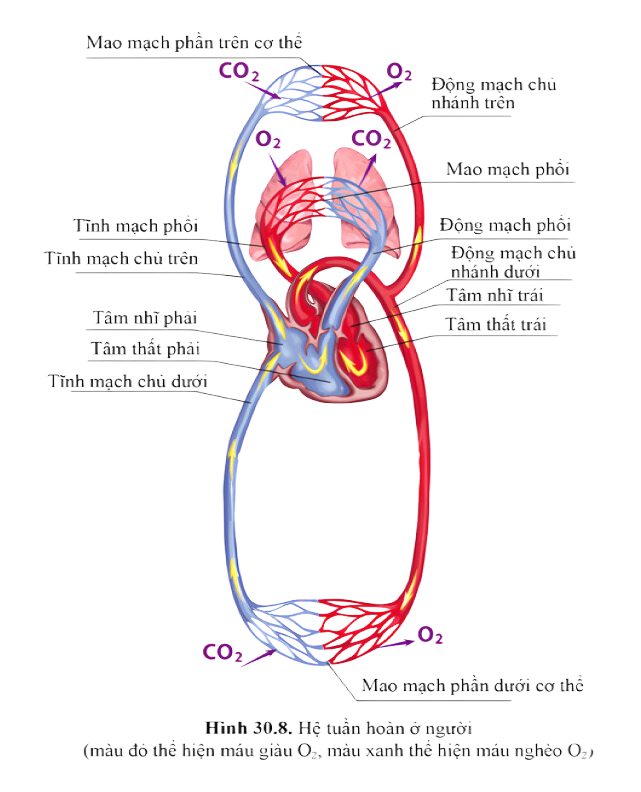 Mao mạch phần trên cơ thể
CO2
O2
Động mạch chủ
nhánh trên
O2
CO2
Mao mạch phổi
Tĩnh mạch phổi
Động mạch phổi
Tĩnh mạch chủ trên
Động mạch chủ
nhánh dưới
Tâm nhĩ trái
Tâm nhĩ phải
Tâm thất trái
Tâm thất phải
Tĩnh mạch chủ dưới
CO2
O2
Mao mạch phần dưới cơ thể
Hình 30.8. Hệ tuần hoàn ở người
(màu đỏ thể hiện máu giàu O2, màu xanh thể hiện máu nghèo O2)